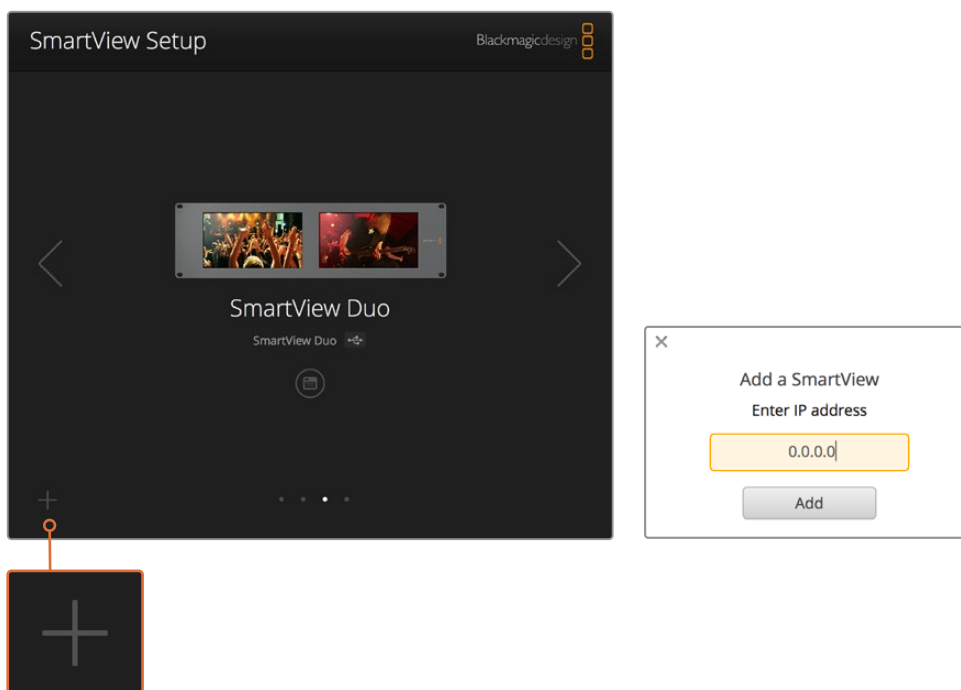 SmartView Setup
Blackmagicdesign
SmartView Duo
SmartView Duo
Add a SmartView
Enter IP address
0.0.0.0
Add